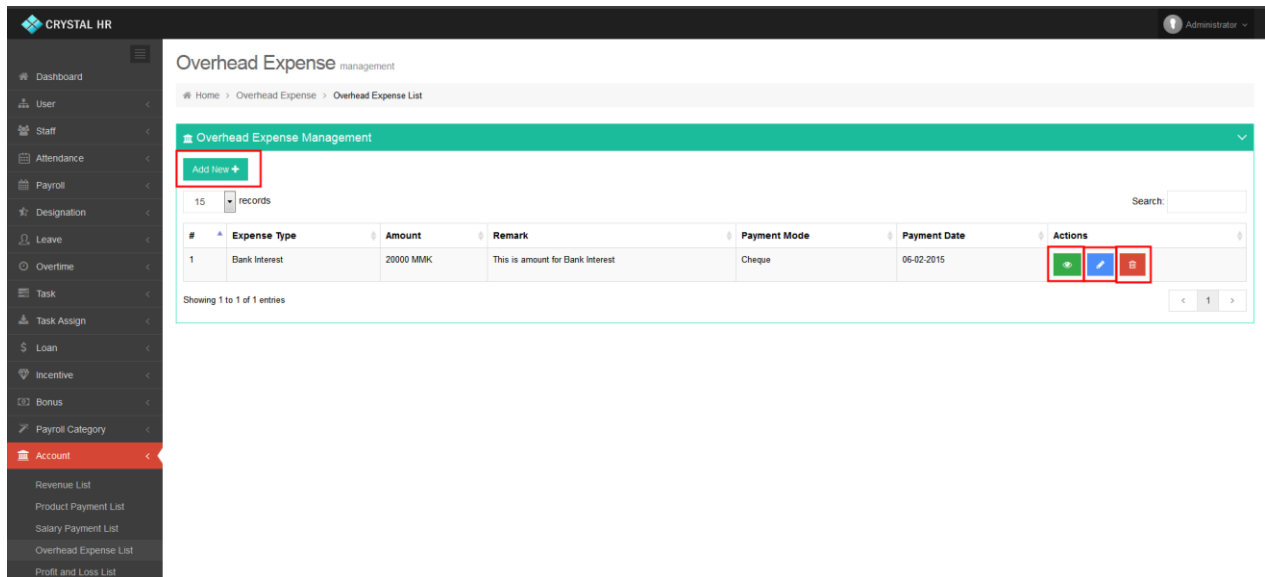 CRYSTAL HR
Administrator
Dashboard
User
Staff
Attendance
Payroll
Designation
Leave
Overtime
Task
Task Assign
Loan
Incentive
Bonus
Payroll Category
Account
Revenue List
Product Payment List
Salary Payment List
Overhead Expense List
Profit and Loss List
Overhead Expense management
Home > Overhead Expense > Overhead Expense List
Overhead Expense Management
Add New +
15 records Search:
# Expense Type Amount Remark Payment Mode Payment Date Actions
1 Bank Interest 20000 MMK This is amount for Bank Interest Cheque 06-02-2015
Showing 1 to 1 of 1 entries
< 1 >